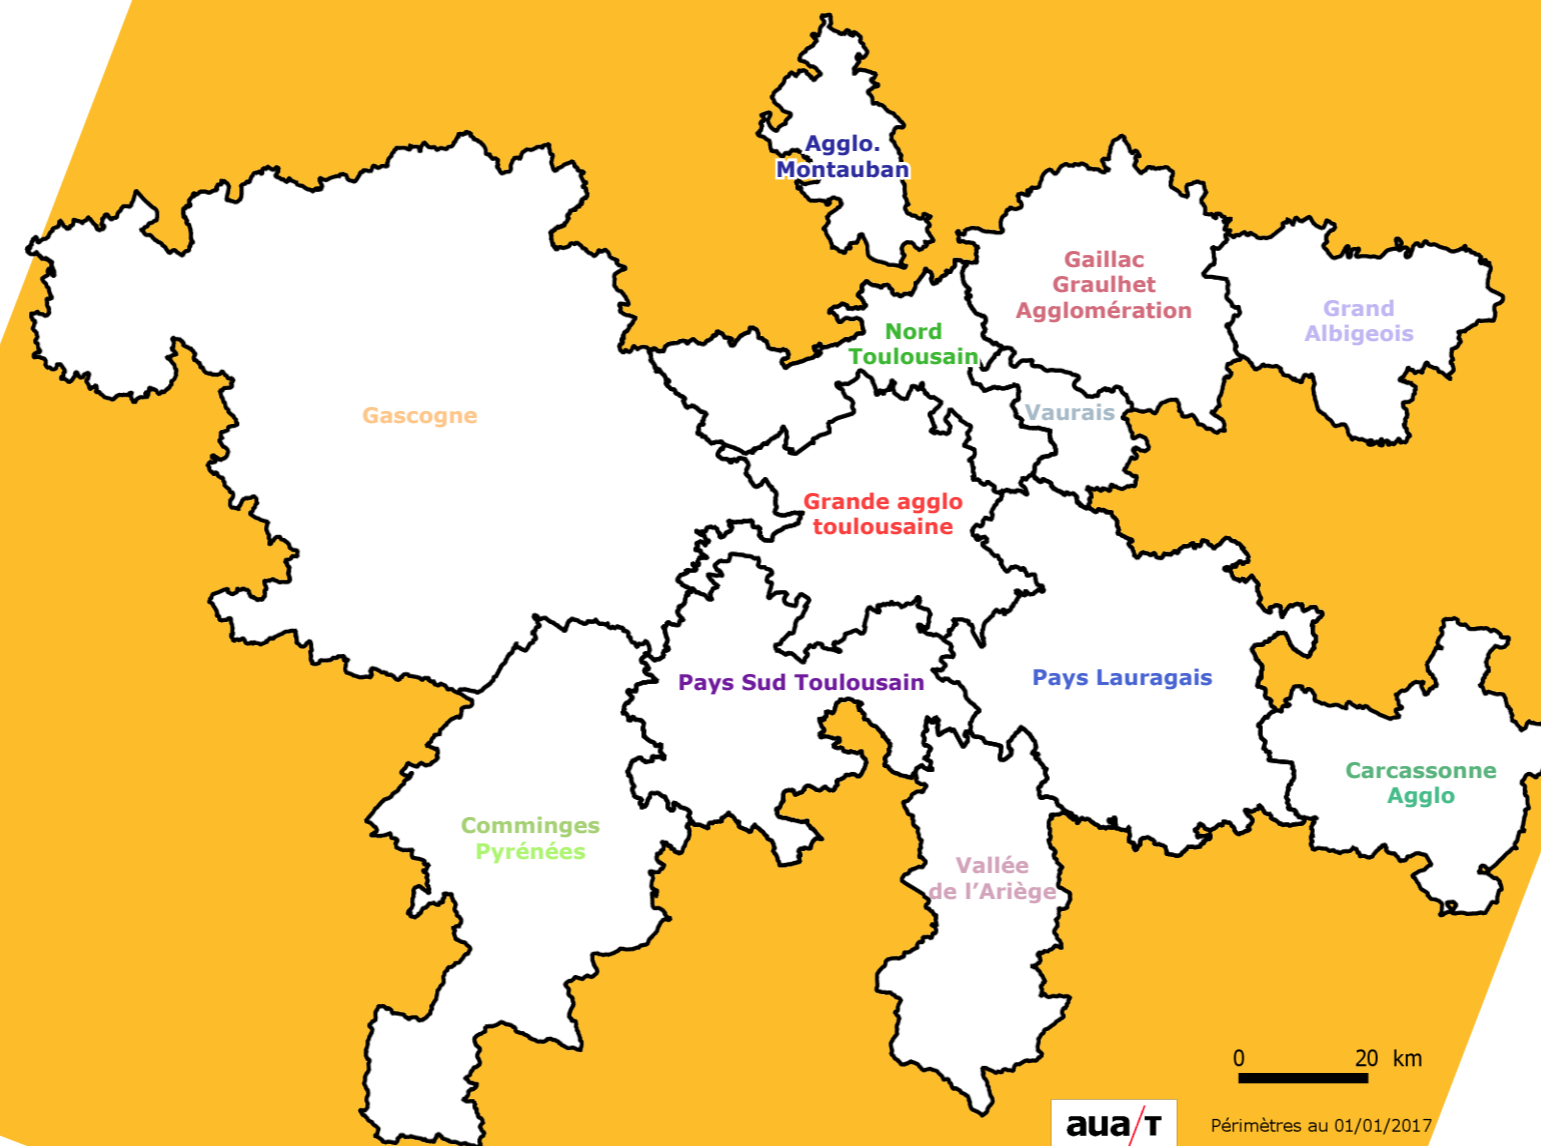 Agglo.
Montauban
Gaillac
Graulhet
Agglomération
Grand
Albigeois
Nord
Toulousain
Vaurais
Gascogne
Grande agglo
toulousaine
Pays Sud Toulousain
Pays Lauragais
Carcassonne
Agglo
Comminges
Pyrénées
Vallée
de l’Ariège
0 20 km
aua/T
Périmètres au 01/01/2017